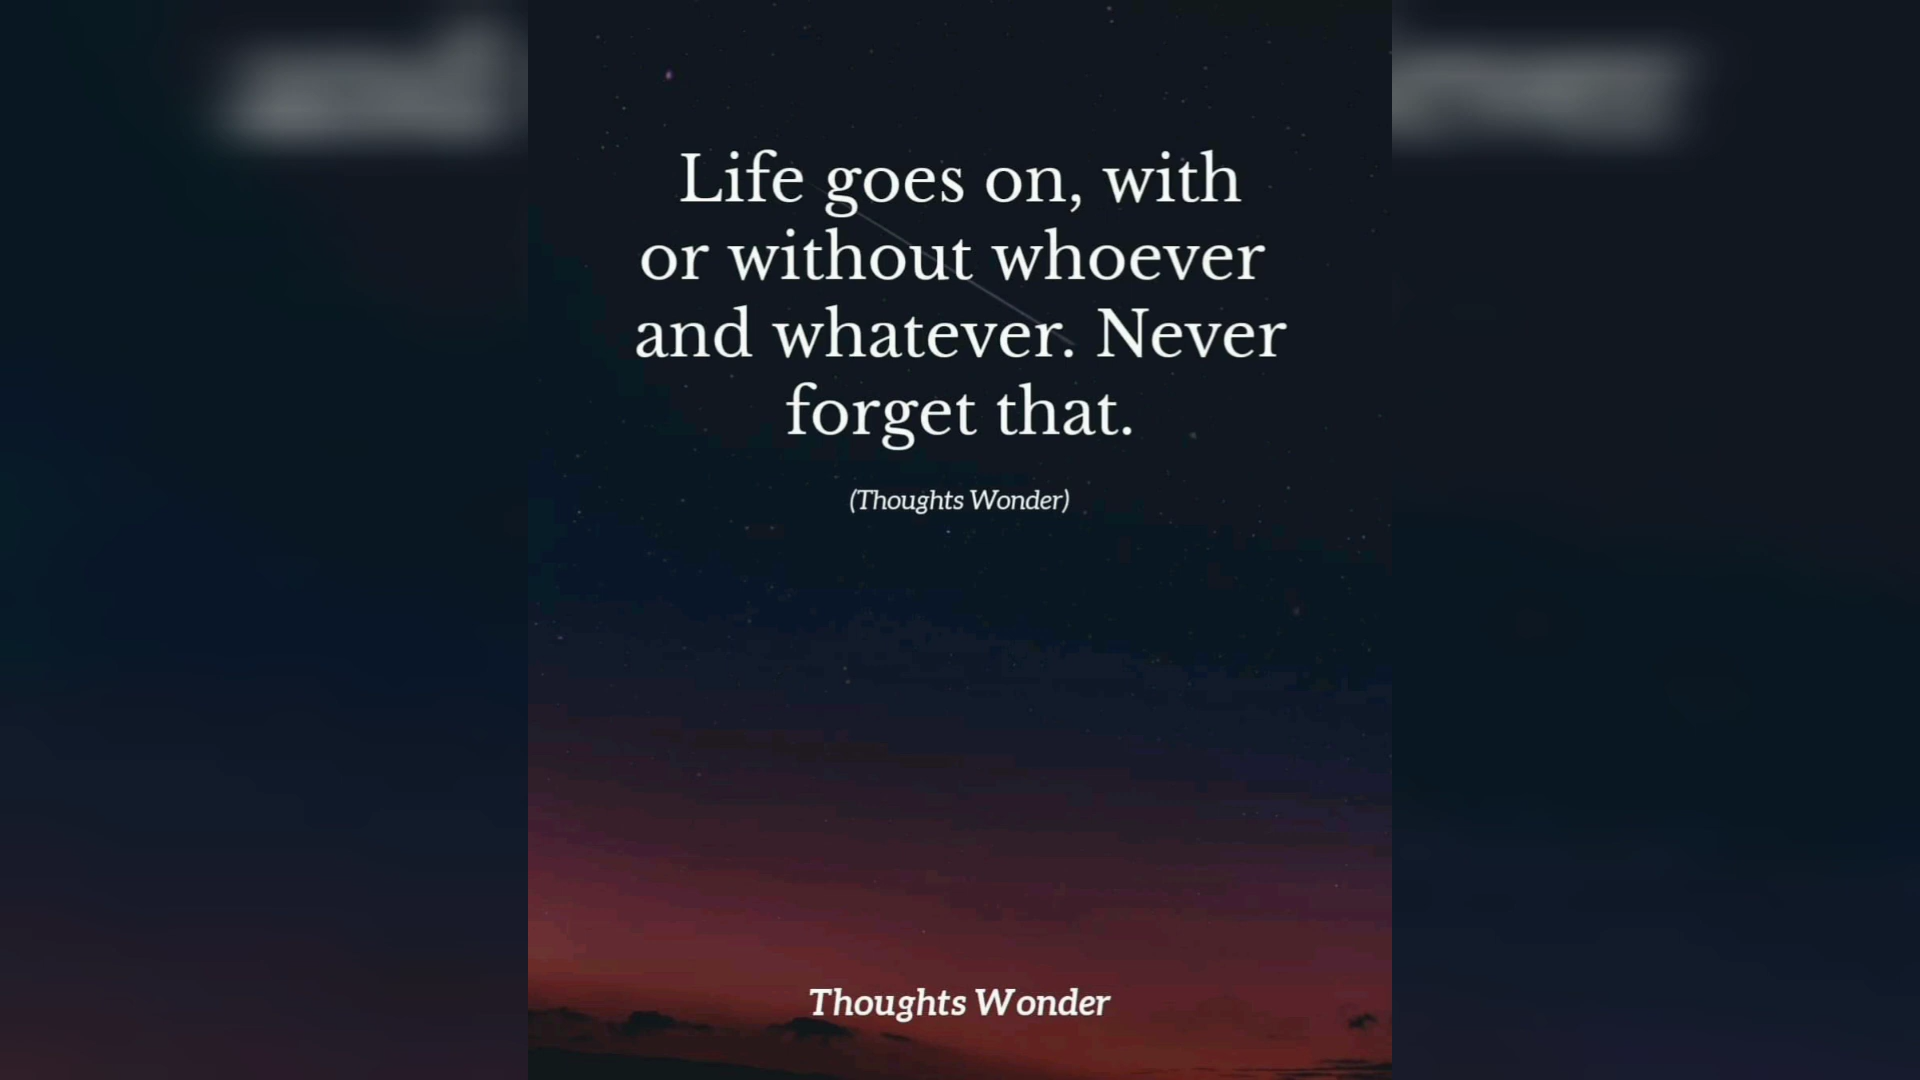 Life goes on, with
or without whoever
and whatever. Never
forget that.
(Thoughts Wonder)
Thoughts Wonder